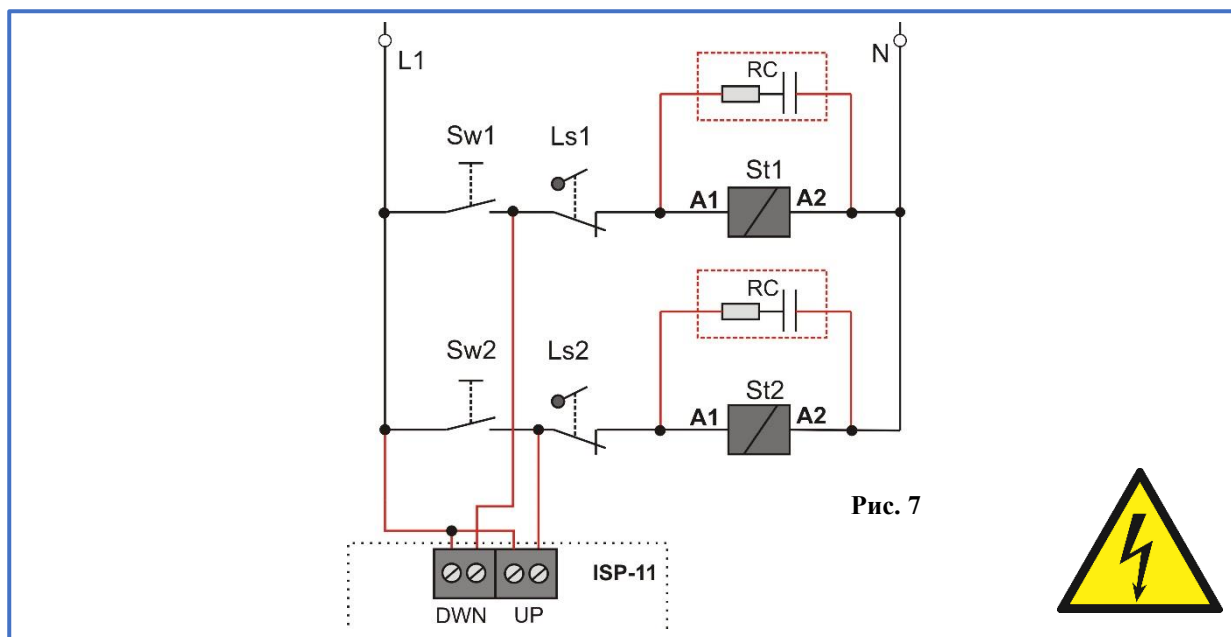 L1
N
RC
Sw1
Ls1
St1
A1
A2
RC
Sw2
Ls2
St2
A1
A2
Рис. 7
ISP-11
DWN
UP